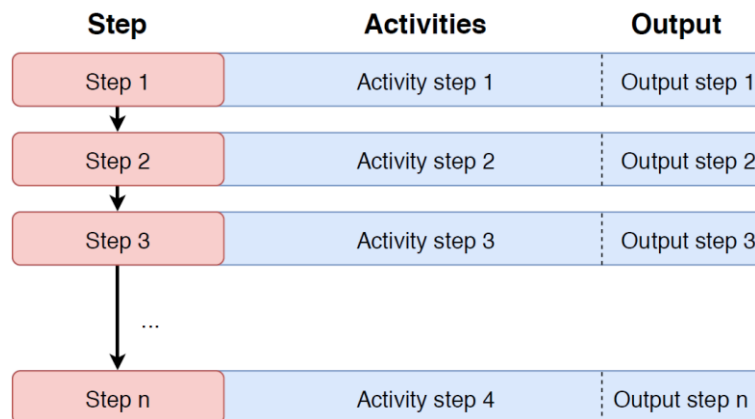 Step Activities Output
Step 1 Activity step 1 Output step 1
Step 2 Activity step 2 Output step 2
Step 3 Activity step 3 Output step 3
...
Step n Activity step 4 Output step n